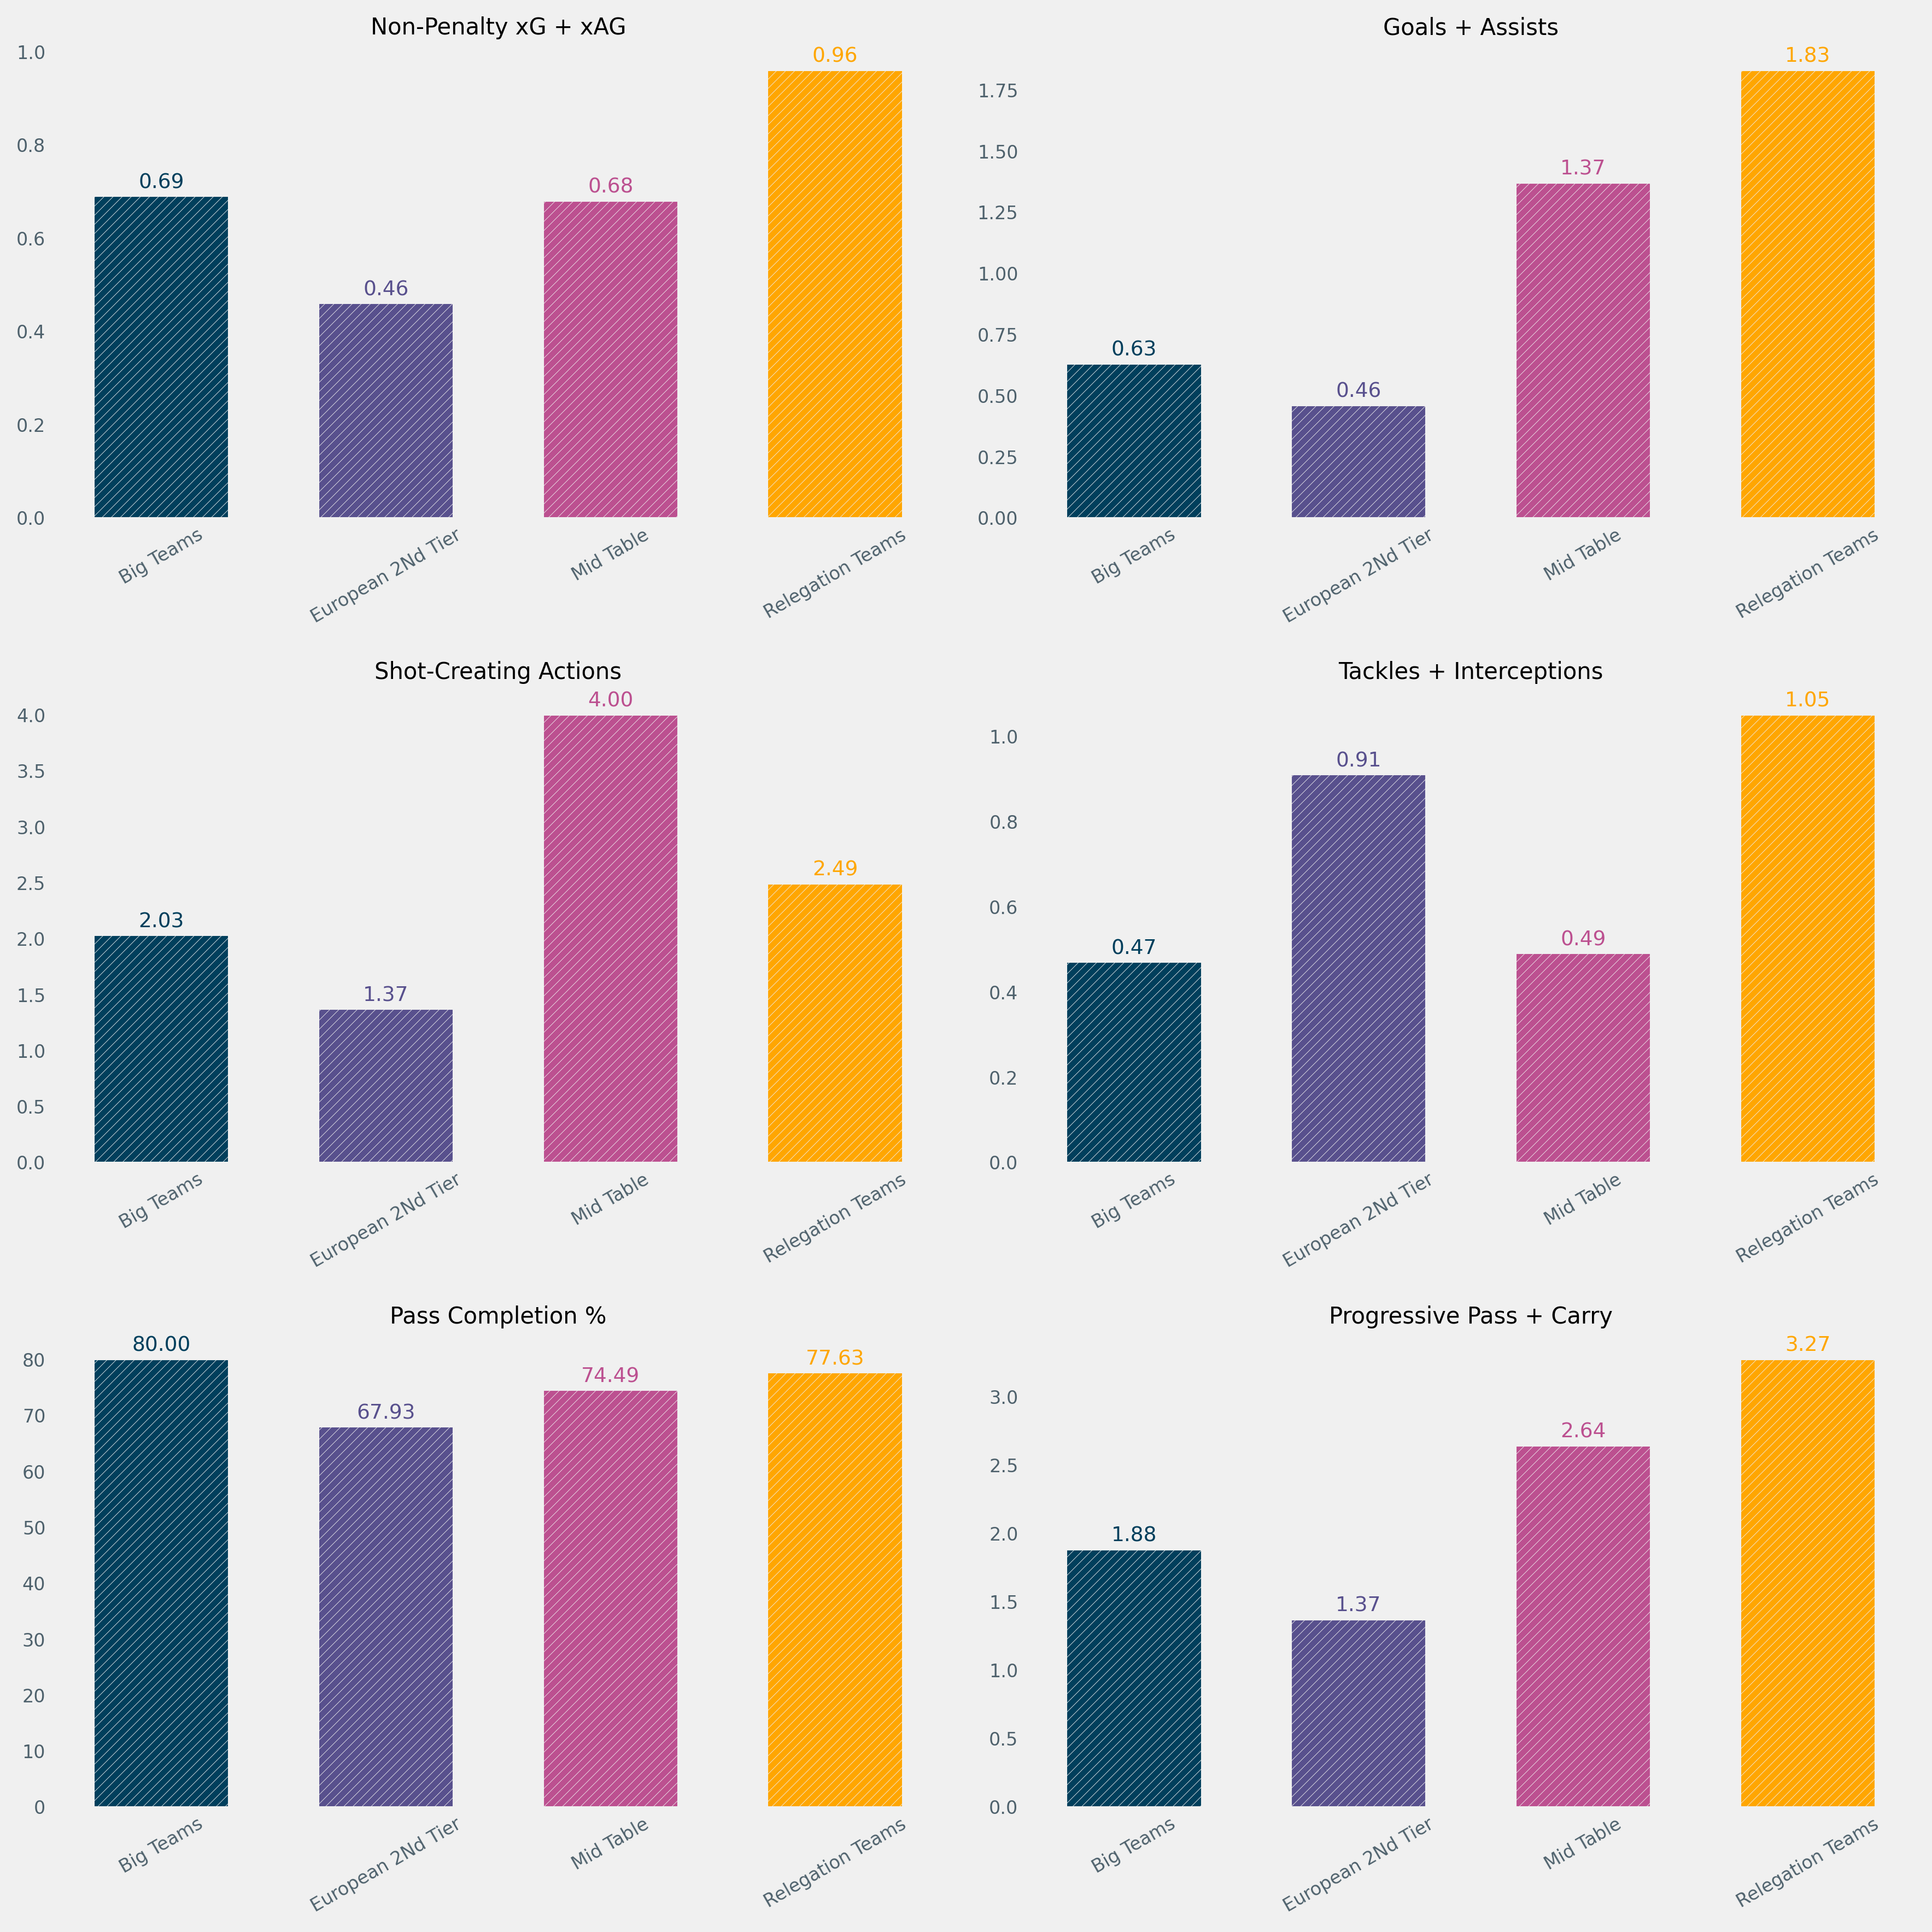 Non-Penalty xG + xAG
1.0
0.8
0.6
0.4
0.2
0.0
0.69
0.46
0.68
0.96
Big Teams
European 2Nd Tier
Mid Table
Relegation Teams
Goals + Assists
1.75
1.50
1.25
1.00
0.75
0.50
0.25
0.00
0.63
0.46
1.37
1.83
Big Teams
European 2Nd Tier
Mid Table
Relegation Teams
Shot-Creating Actions
4.0
3.5
3.0
2.5
2.0
1.5
1.0
0.5
0.0
2.03
1.37
4.00
2.49
Big Teams
European 2Nd Tier
Mid Table
Relegation Teams
Tackles + Interceptions
1.0
0.8
0.6
0.4
0.2
0.0
0.47
0.91
0.49
1.05
Big Teams
European 2Nd Tier
Mid Table
Relegation Teams
Pass Completion %
80
70
60
50
40
30
20
10
0
80.00
67.93
74.49
77.63
Big Teams
European 2Nd Tier
Mid Table
Relegation Teams
Progressive Pass + Carry
3.0
2.5
2.0
1.5
1.0
0.5
0.0
1.88
1.37
2.64
3.27
Big Teams
European 2Nd Tier
Mid Table
Relegation Teams